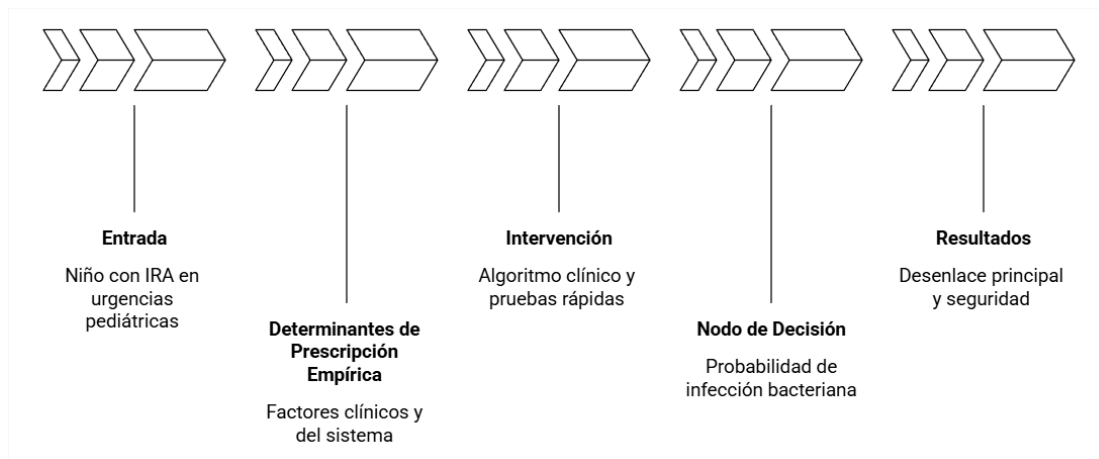 Entrada
Niño con IRA en
urgencias
pediátricas
Determinantes de
Prescripción
Empírica
Factores clínicos y
del sistema
Intervención
Algoritmo clínico y
pruebas rápidas
Nodo de Decisión
Probabilidad de
infección bacteriana
Resultados
Desenlace principal
y seguridad